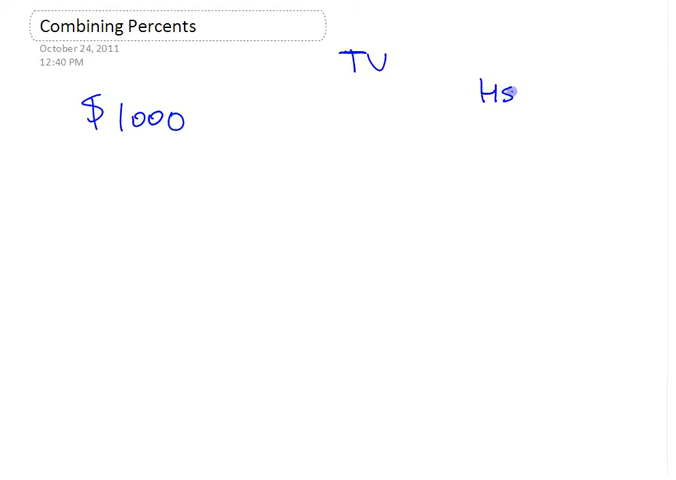 Combining Percents
October 24, 2011
12:40 PM
TV
HS
$1000